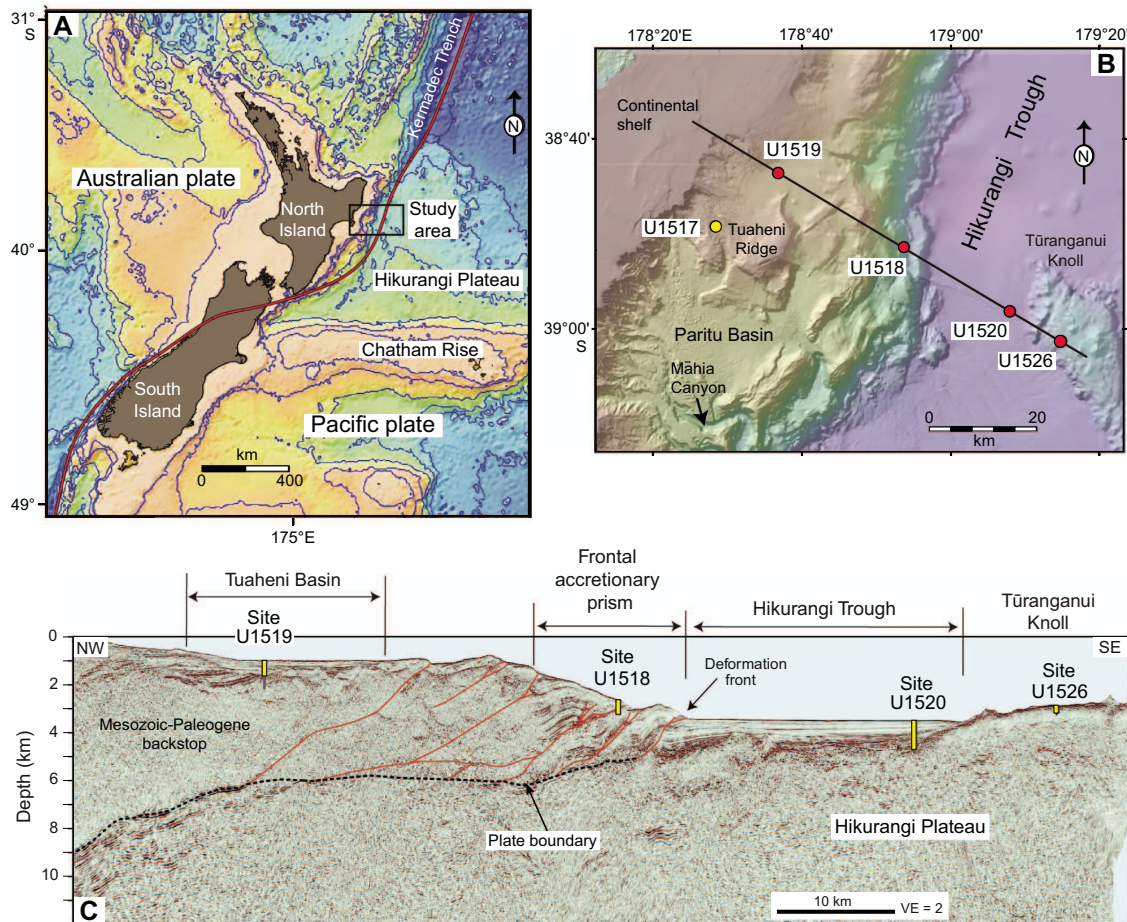 A
31°
S
Kermadec Trench
N
Australian plate
North
Island
Study
area
40°
Hikurangi Plateau
Chatham Rise
South
Island
Pacific plate
km
0 400
49°
175°E
178°20' 178°40' 179°00' 179°20'
B
Continental
shelf
Hikurangi Trough
N
38°40'
U1519
U1517
Tuaheni
Ridge
Tūranganui
Knoll
U1518
U1520
39°00'
S
U1526
Paritu Basin
Māhia
Canyon
0 20
km
Tuaheni Basin
Frontal
accretionary
prism
Hikurangi Trough
Tūranganui
Knoll
NW
SE
Site
U1519
Site
U1518
Deformation
front
Site
U1520
Site
U1526
Mesozoic-Paleogene
backstop
Depth (km)
0
2
4
6
8
10
Plate boundary
Hikurangi Plateau
C
10 km
VE = 2